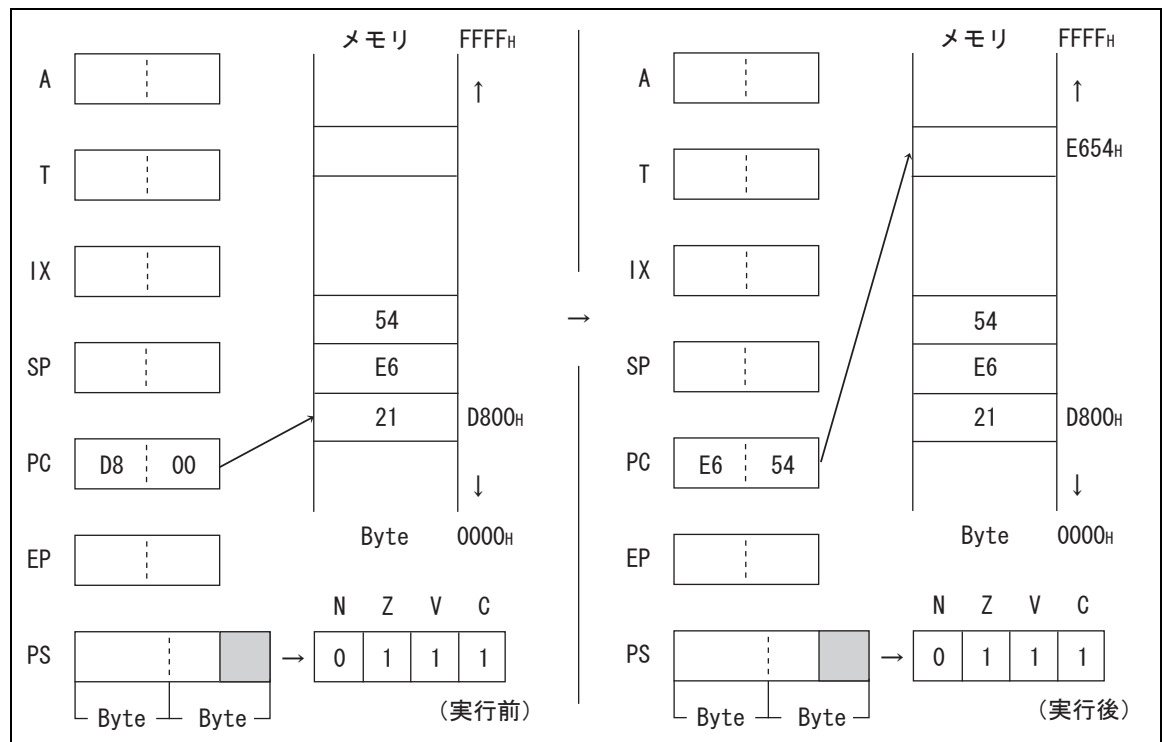 メモリ FFFFH
A
↑
T
IX
54
SP
E6
21 D800H
PC D8 00
↓
Byte 0000H
EP
N Z V C
PS → 0 1 1 1
Byte Byte (実行前)
→
メモリ FFFFH
A
↑
E654H
T
IX
54
SP
E6
21 D800H
PC E6 54
↓
Byte 0000H
EP
N Z V C
PS → 0 1 1 1
Byte Byte (実行後)